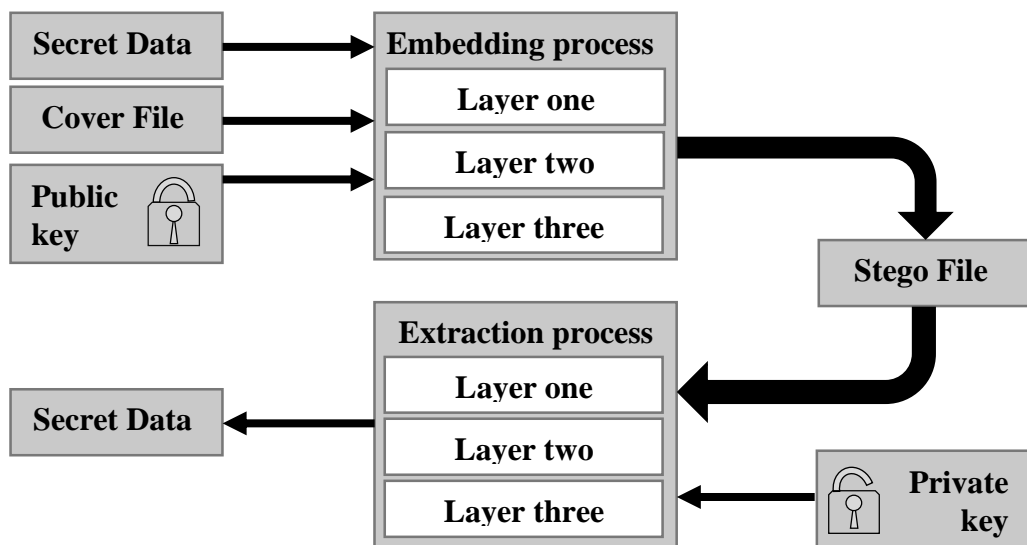 Secret Data
Cover File
Public
key
Embedding process
Layer one
Layer two
Layer three
Stego File
Extraction process
Layer one
Layer two
Layer three
Secret Data
Private
key